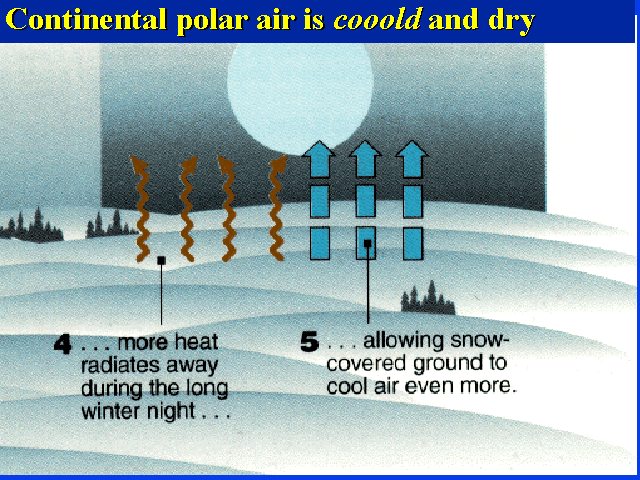 Continental polar air is cooold and dry
4 . . . more heat
radiates away
during the long
winter night . . .
5 . . . allowing snow-
covered ground to
cool air even more.